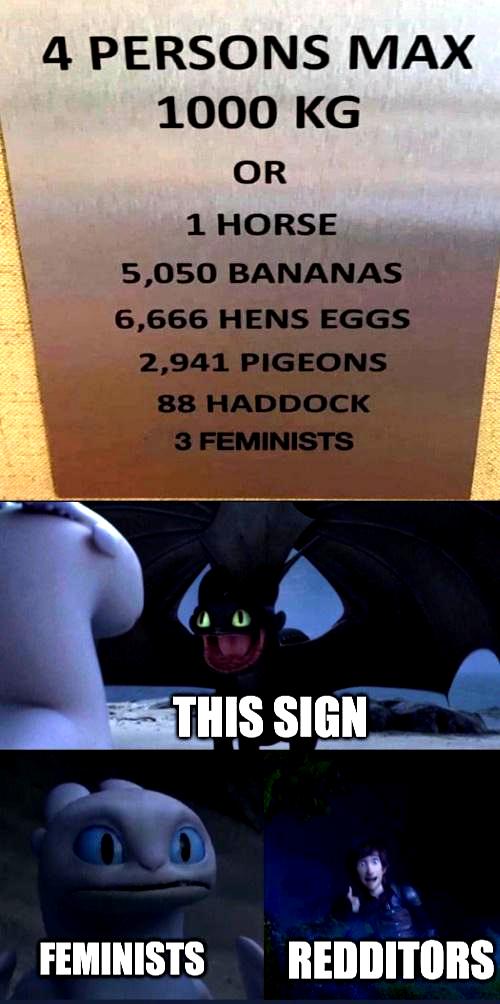 4 PERSONS MAX
1000 KG
OR
1 HORSE
5,050 BANANAS
6,666 HENS EGGS
2,941 PIGEONS
88 HADDOCK
3 FEMINISTS
THIS SIGN
FEMINISTS
REDDITORS